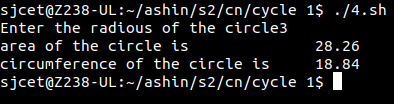 sjcet@Z238-UL:~/ashin/s2/cn/cycle 1$ ./4.sh
Enter the radious of the circle3
area of the circle is 28.26
circumference of the circle is 18.84
sjcet@Z238-UL:~/ashin/s2/cn/cycle 1$